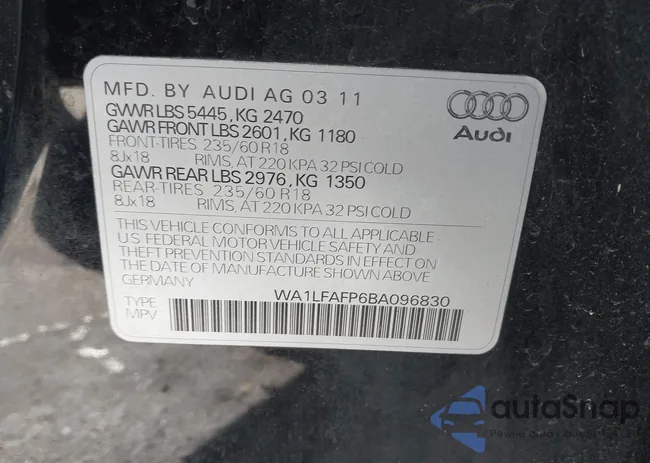 MFD. BY AUDI AG 03 11
GWWR LBS 5445, KG 2470
GAWR FRONT LBS 2601, KG 1180
FRONT-TIRES 235/60 R18
8Jx18 RIMS, AT 220 KPA 32 PSI COLD
GAWR REAR LBS 2976, KG 1350
REAR-TIRES 235/60 R18
8Jx18 RIMS, AT 220 KPA 32 PSI COLD
THIS VEHICLE CONFORMS TO ALL APPLICABLE
U.S FEDERAL MOTOR VEHICLE SAFETY AND
THEFT PREVENTION STANDARDS IN EFFECT ON
THE DATE OF MANUFACTURE SHOWN ABOVE
GERMANY
WA1LFAFP6BA096830
TYPE
MPV
Audi
autaSnap
Pewne auto